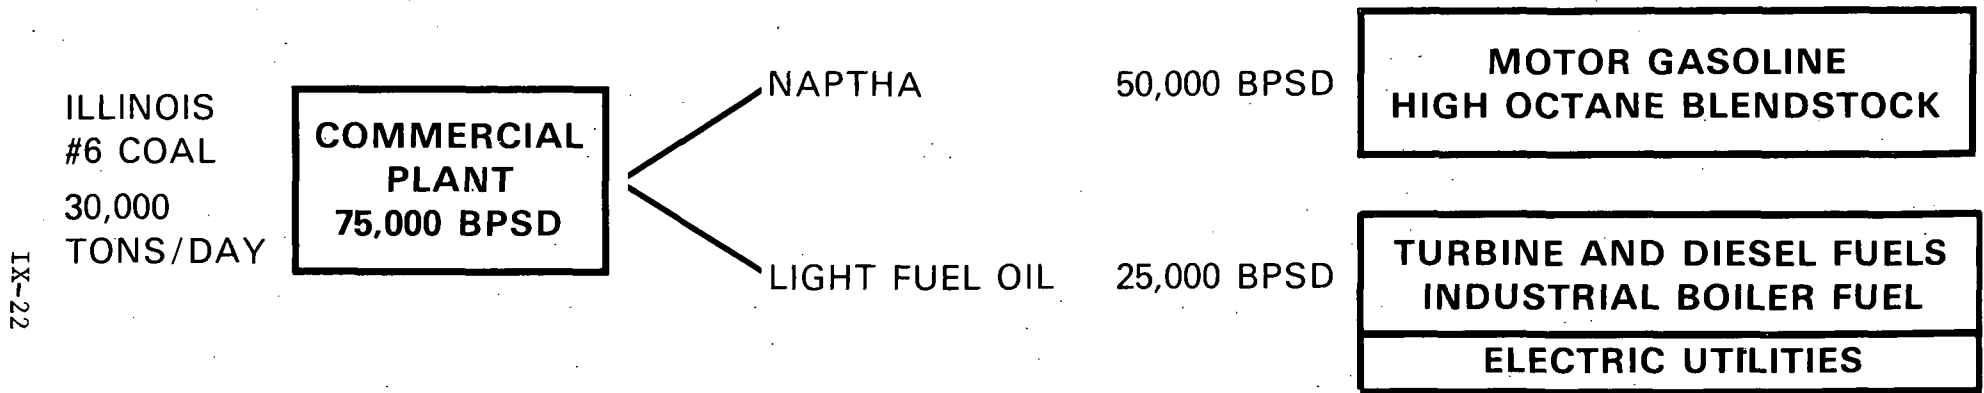 ILLINOIS
#6 COAL
30,000
TONS/DAY
COMMERCIAL
PLANT
75,000 BPSD
NAPTHA
50,000 BPSD
MOTOR GASOLINE
HIGH OCTANE BLENDSTOCK
LIGHT FUEL OIL
25,000 BPSD
TURBINE AND DIESEL FUELS
INDUSTRIAL BOILER FUEL
ELECTRIC UTILITIES
IX-22